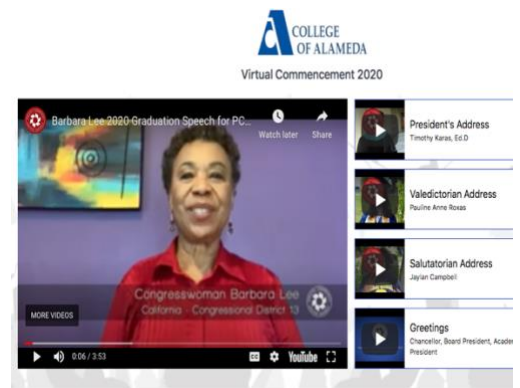 COLLEGE
OF ALAMEDA
Virtual Commencement 2020
Barbara Lee 2020 Graduation Speech for PC...
Watch later
Share
Congresswoman Barbara Lee
California - Congressional District 13
MORE VIDEOS
0:06 / 3:53
CC
YouTube
President's Address
Timothy Karas, Ed.D
Valedictorian Address
Pauline Anne Roxas
Salutatorian Address
Jaylan Campbell
Greetings
Chancellor, Board President, Acade
President